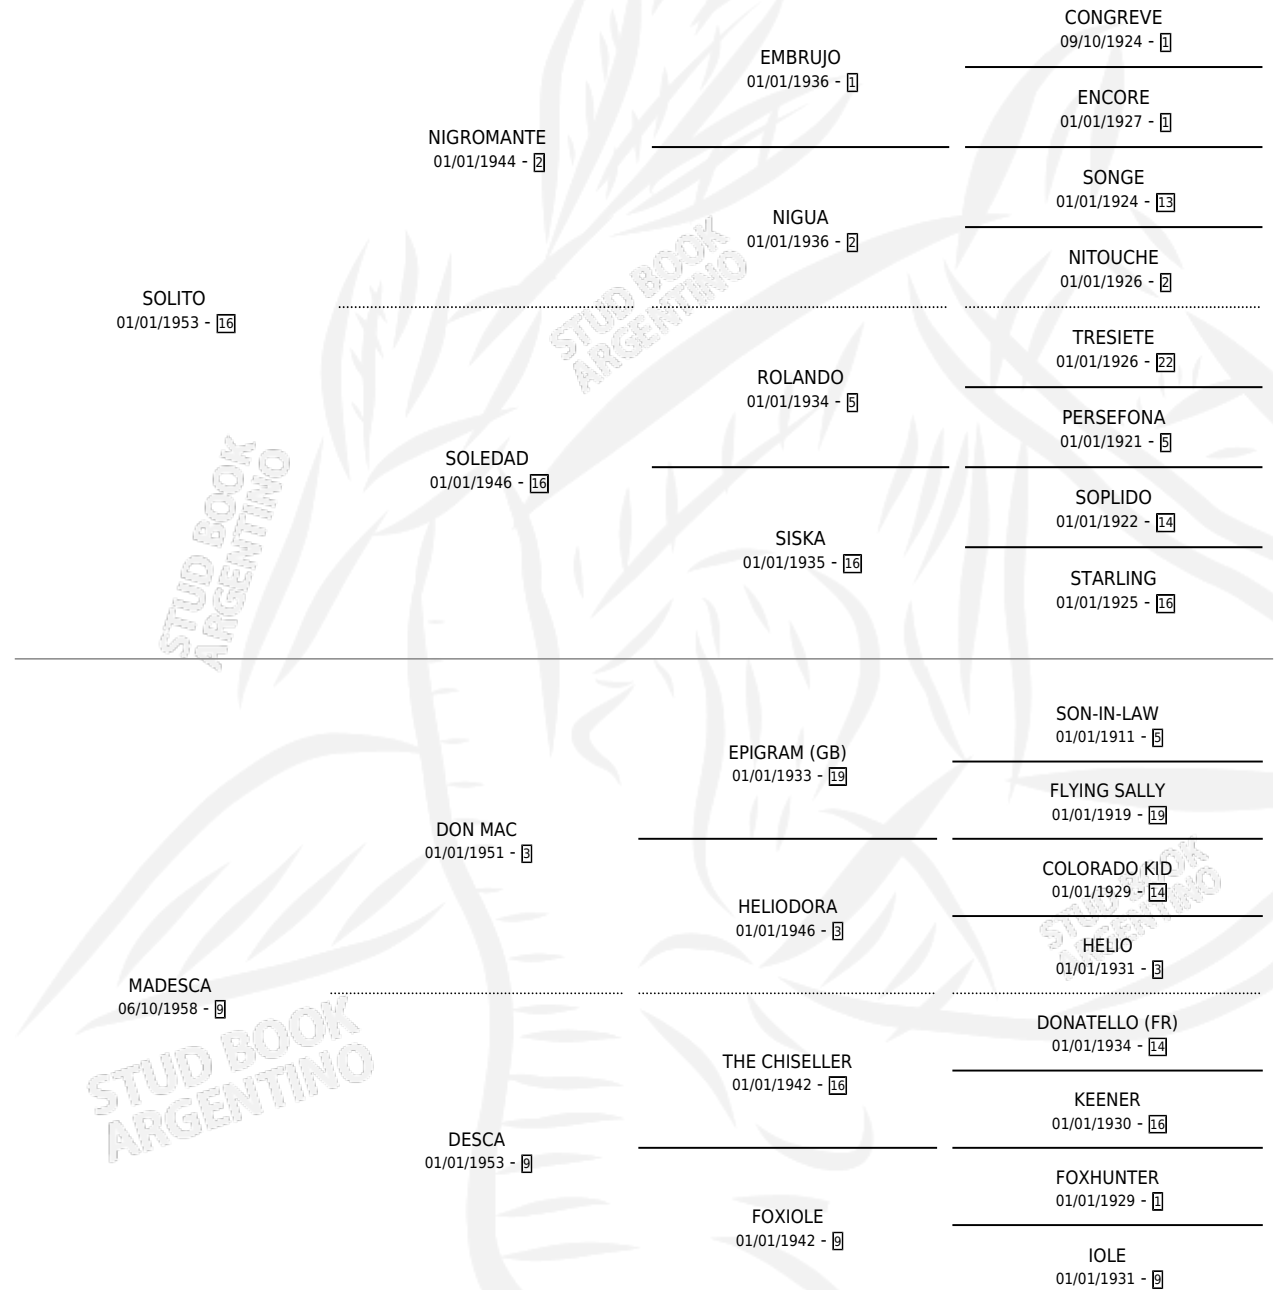 SOLITO
01/01/1953 - 16
NIGROMANTE
01/01/1944 - 2
SOLEDAD
01/01/1946 - 16
EMBRUJO
01/01/1936 - 1
NIGUA
01/01/1936 - 2
ROLANDO
01/01/1934 - 5
SISKA
01/01/1935 - 16
CONGREVE
09/10/1924 - 1
ENCORE
01/01/1927 - 1
SONGE
01/01/1924 - 13
NITOUCHE
01/01/1926 - 2
TRESIETE
01/01/1926 - 22
PERSEFONA
01/01/1921 - 5
SOPLIDO
01/01/1922 - 14
STARLING
01/01/1925 - 16
STUD BOOK
ARGENTINO
STUD BOOK
ARGENTINO
MADESCA
06/10/1958 - 9
DON MAC
01/01/1951 - 3
DESCA
01/01/1953 - 9
EPIGRAM (GB)
01/01/1933 - 19
HELIODORA
01/01/1946 - 3
THE CHISELLER
01/01/1942 - 16
FOXIOLE
01/01/1942 - 9
SON-IN-LAW
01/01/1911 - 5
FLYING SALLY
01/01/1919 - 19
COLORADO KID
01/01/1929 - 14
HELIO
01/01/1931 - 3
DONATELLO (FR)
01/01/1934 - 14
KEENER
01/01/1930 - 16
FOXHUNTER
01/01/1929 - 1
IOLE
01/01/1931 - 9
STUD BOOK
ARGENTINO
STUD BOOK
ARGENTINO